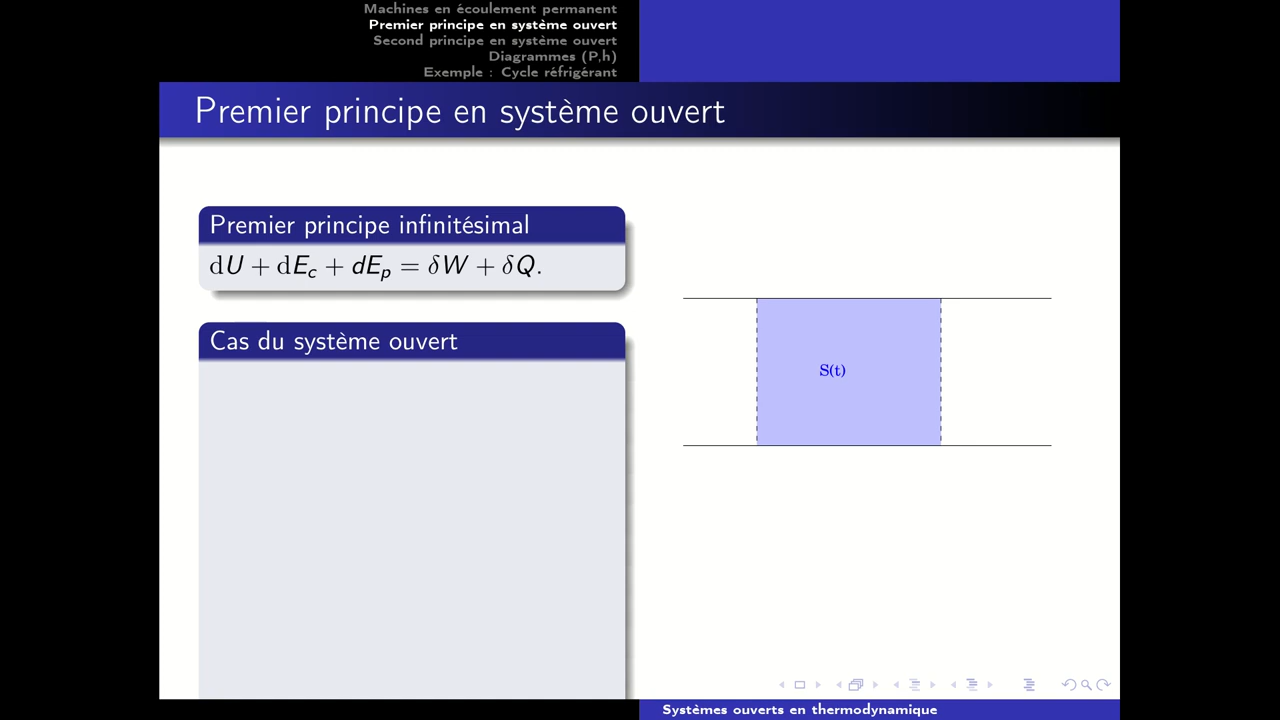 Machines en écoulement permanent
Premier principe en système ouvert
Second principe en système ouvert
Diagrammes (P,h)
Exemple : Cycle réfrigérant
Premier principe en système ouvert
Premier principe infinitésimal
dU + dE_c + dE_p = δW + δQ.
Cas du système ouvert
S(t)
Systèmes ouverts en thermodynamique